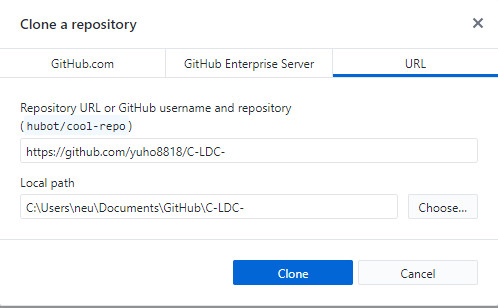 Clone a repository
GitHub.com
GitHub Enterprise Server
URL
Repository URL or GitHub username and repository
(hubot/cool-repo)
https://github.com/yuho8818/C-LDC-
Local path
C:\Users\neu\Documents\GitHub\C-LDC-
Choose...
Clone
Cancel